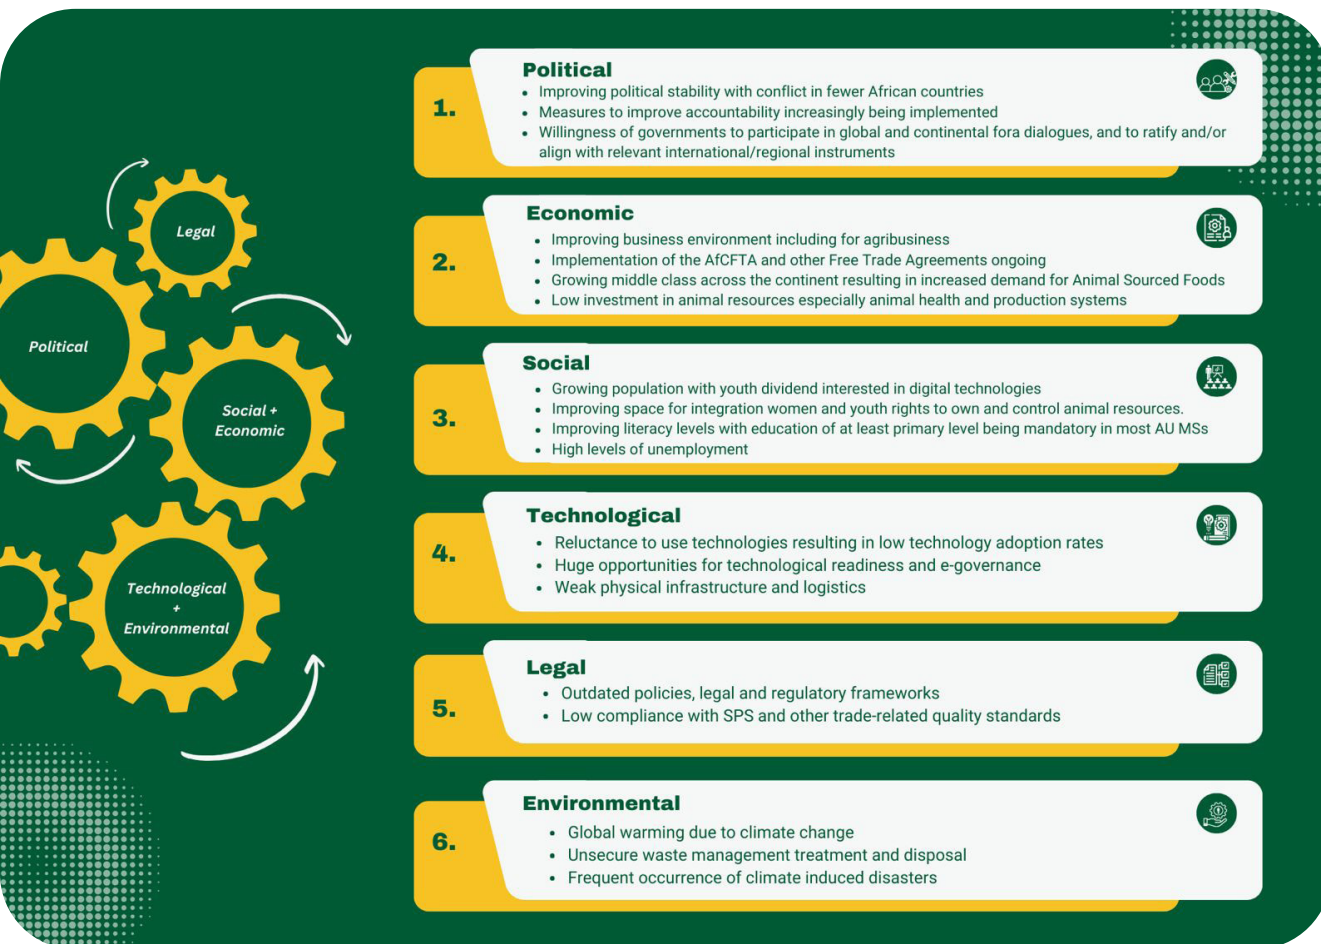 Legal
Political
Social +
Economic
Technological
+
Environmental
1.
Political
• Improving political stability with conflict in fewer African countries
• Measures to improve accountability increasingly being implemented
• Willingness of governments to participate in global and continental fora dialogues, and to ratify and/or
align with relevant international/regional instruments
2.
Economic
• Improving business environment including for agribusiness
• Implementation of the AfCFTA and other Free Trade Agreements ongoing
• Growing middle class across the continent resulting in increased demand for Animal Sourced Foods
• Low investment in animal resources especially animal health and production systems
3.
Social
• Growing population with youth dividend interested in digital technologies
• Improving space for integration women and youth rights to own and control animal resources.
• Improving literacy levels with education of at least primary level being mandatory in most AU MSs
• High levels of unemployment
4.
Technological
• Reluctance to use technologies resulting in low technology adoption rates
• Huge opportunities for technological readiness and e-governance
• Weak physical infrastructure and logistics
5.
Legal
• Outdated policies, legal and regulatory frameworks
• Low compliance with SPS and other trade-related quality standards
6.
Environmental
• Global warming due to climate change
• Unsecure waste management treatment and disposal
• Frequent occurrence of climate induced disasters